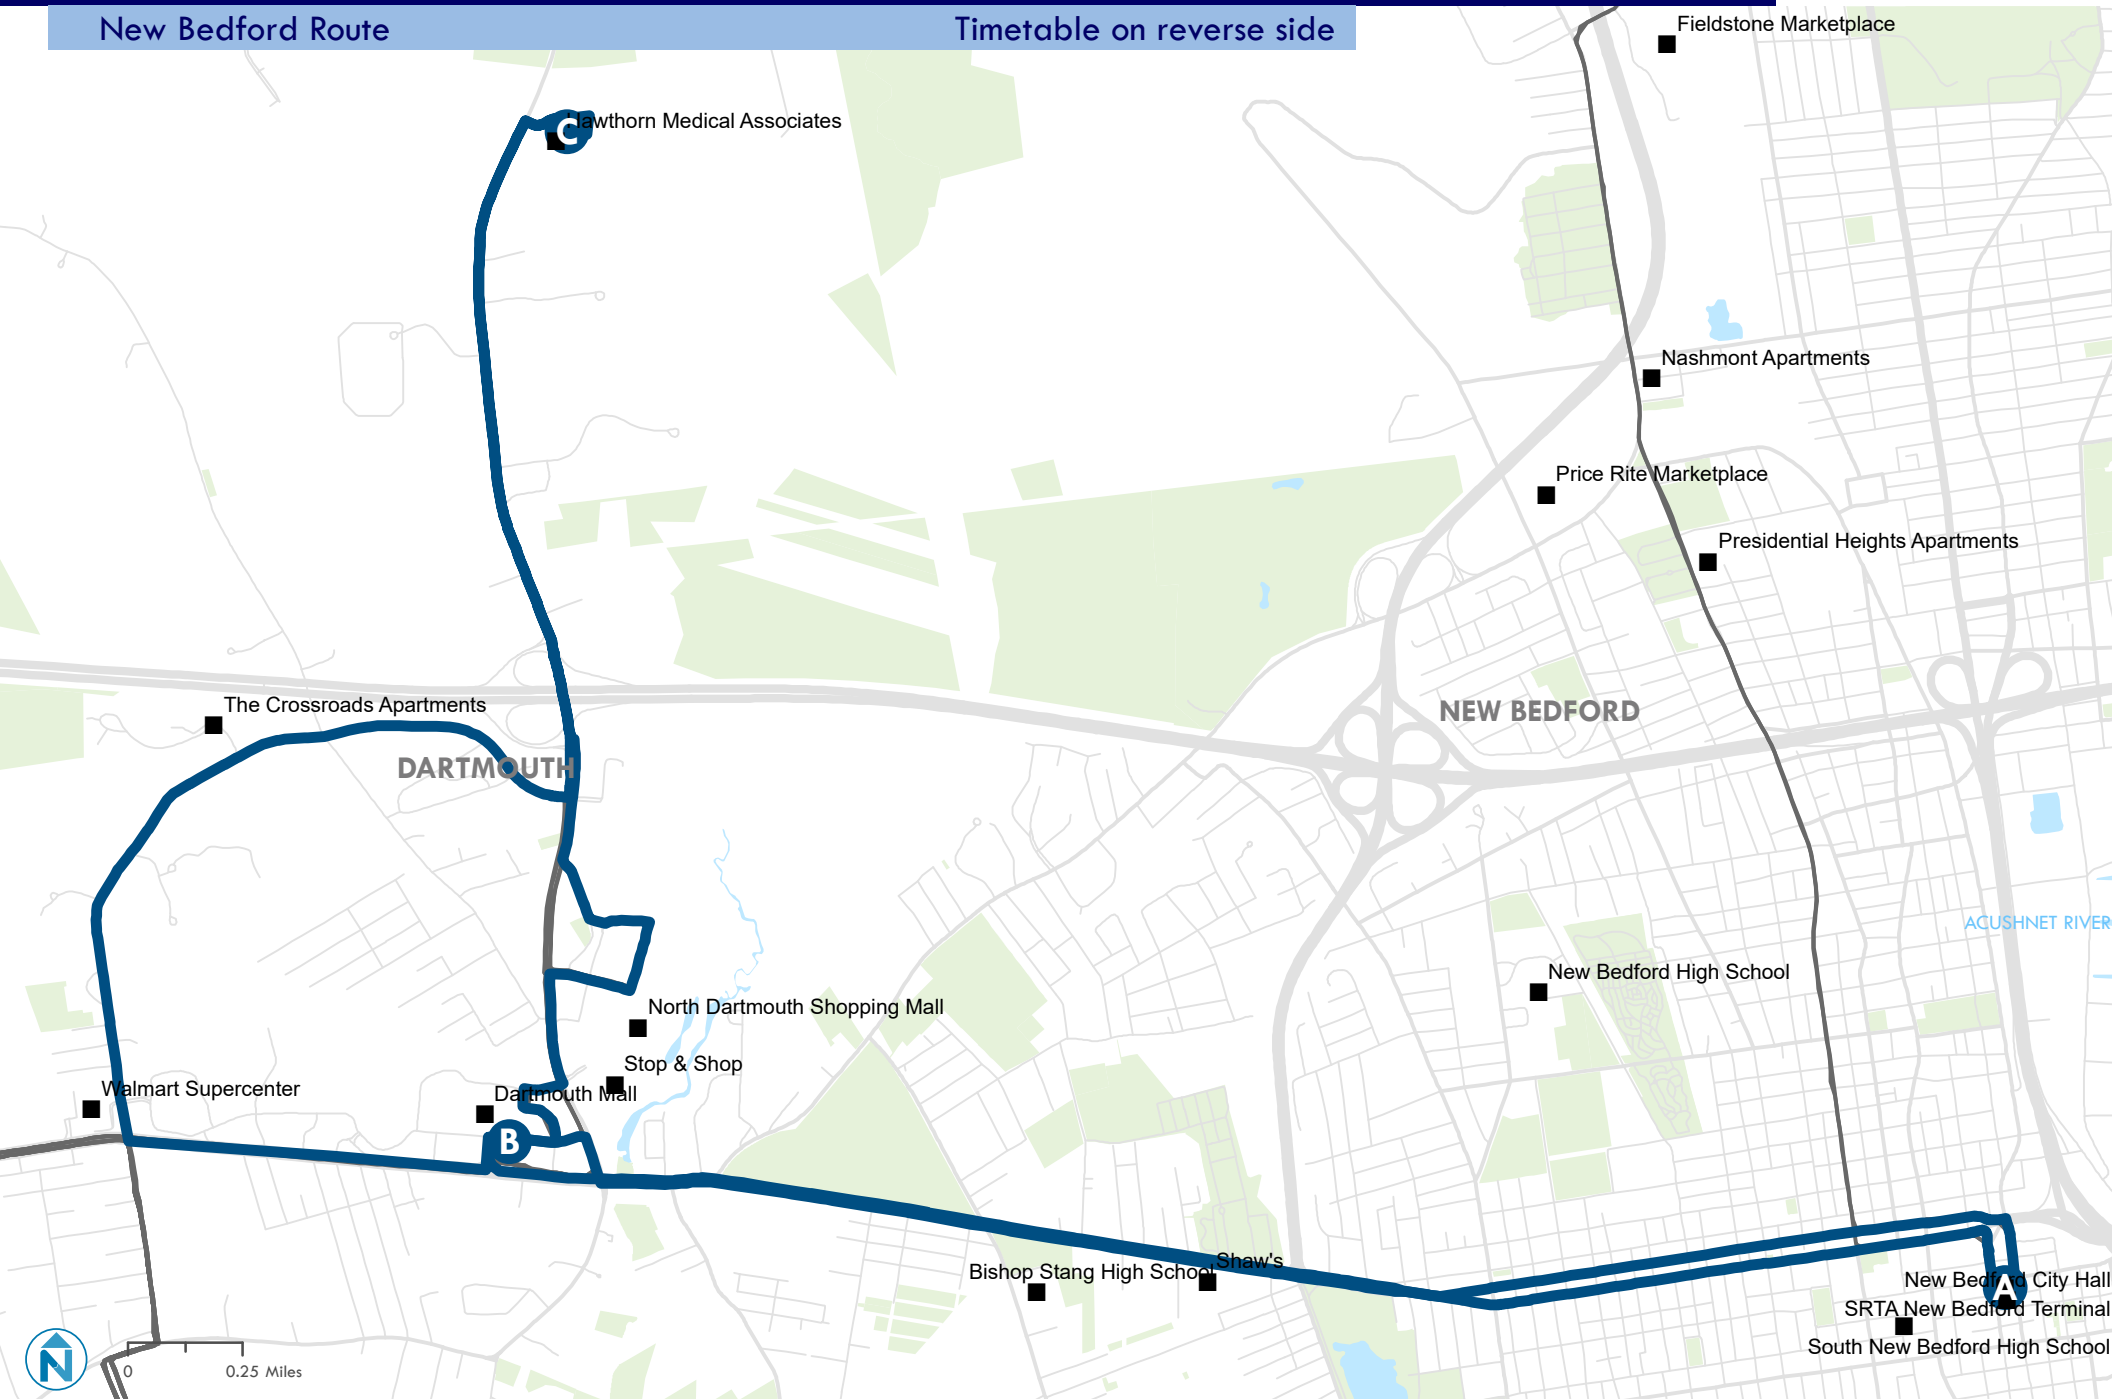 New Bedford Route
Timetable on reverse side
Fieldstone Marketplace
C
Hawthorn Medical Associates
Nashmont Apartments
Price Rite Marketplace
Presidential Heights Apartments
The Crossroads Apartments
NEW BEDFORD
DARTMOUTH
ACUSHNET RIVER
New Bedford High School
North Dartmouth Shopping Mall
Stop & Shop
Walmart Supercenter
Dartmouth Mall
B
Shaw's
Bishop Stang High School
New Bedford City Hall
A
SRTA New Bedford Terminal
South New Bedford High School
N
0
0.25 Miles